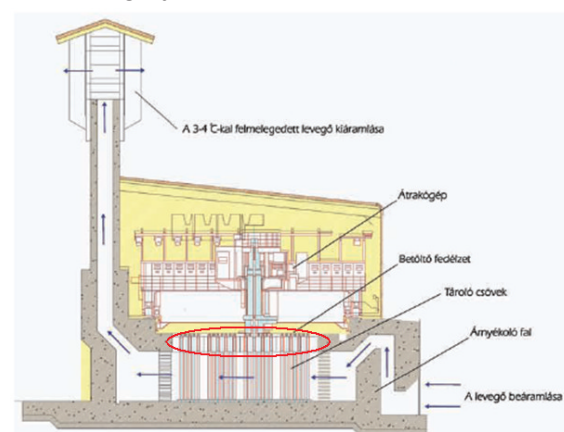 A 3-4 ˚C-kal felmelegedett levegő kiáramlása
Átrakógép
Betöltő fedélzet
Tároló csövek
Árnyékoló fal
A levegő beáramlása